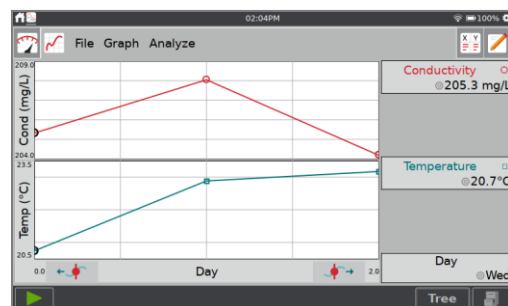 02:04PM
100%
File Graph Analyze
X Y
Cond (mg/L)
209.0
204.0
Conductivity
205.3 mg/L
Temp (°C)
23.5
20.5
Temperature
20.7°C
0.0
Day
2.0
Day
Wed
Tree